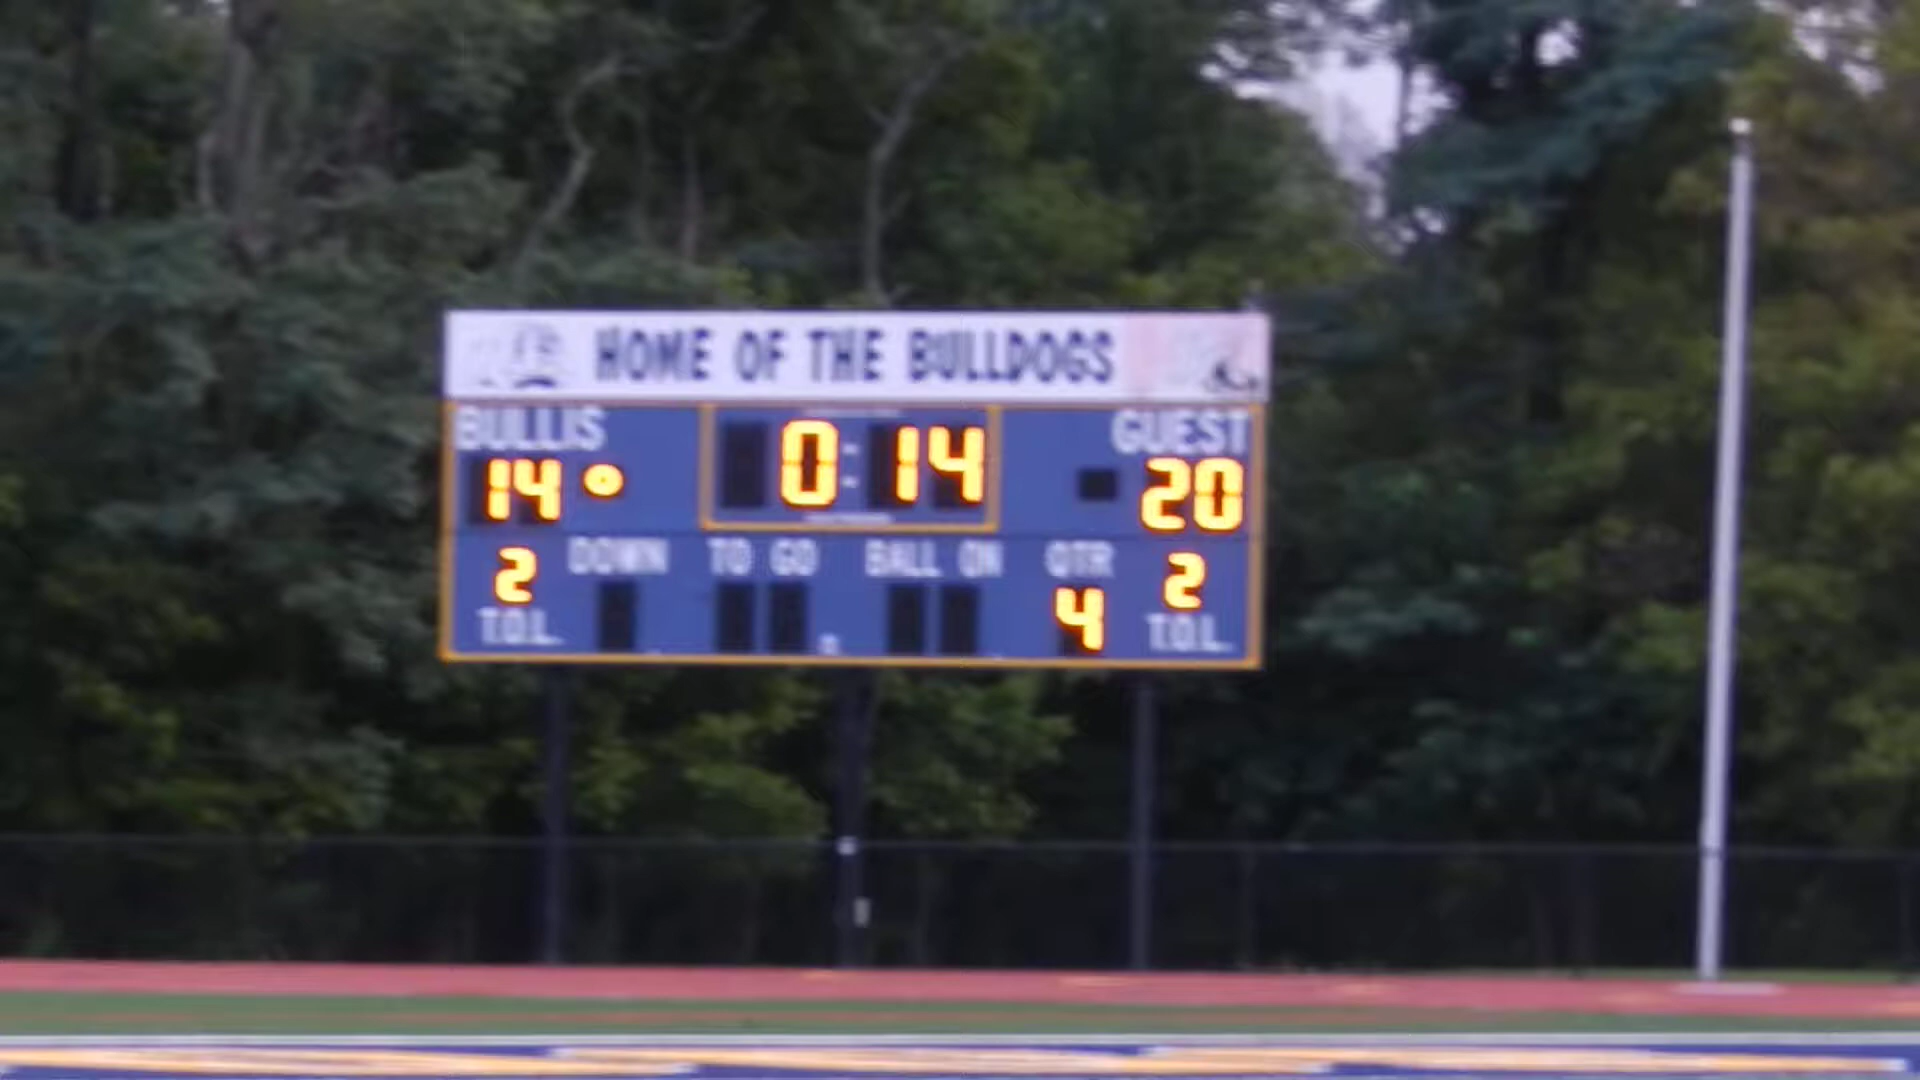 HOME OF THE BULLDOGS
BULLIS 0:14 GUEST
14 20
2 DOWN TO GO BALL ON QTR 2
T.O.L. 4 T.O.L.